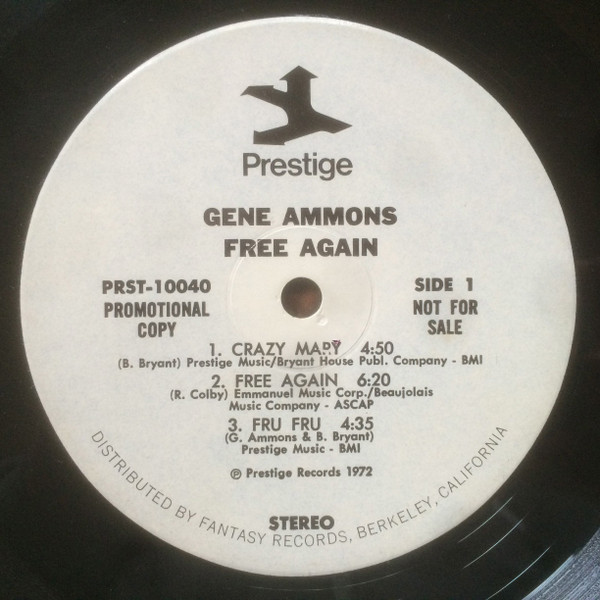 Prestige
GENE AMMONS
FREE AGAIN
PRST-10040
PROMOTIONAL
COPY
SIDE 1
NOT FOR
SALE
1. CRAZY MARY 4:50
(B. Bryant) Prestige Music/Bryant House Publ. Company - BMI
2. FREE AGAIN 6:20
(R. Colby) Emmanuel Music Corp./Beaujolais
Music Company - ASCAP
3. FRU FRU 4:35
(G. Ammons & B. Bryant)
Prestige Music - BMI
℗ Prestige Records 1972
STEREO
DISTRIBUTED BY FANTASY RECORDS, BERKELEY, CALIFORNIA